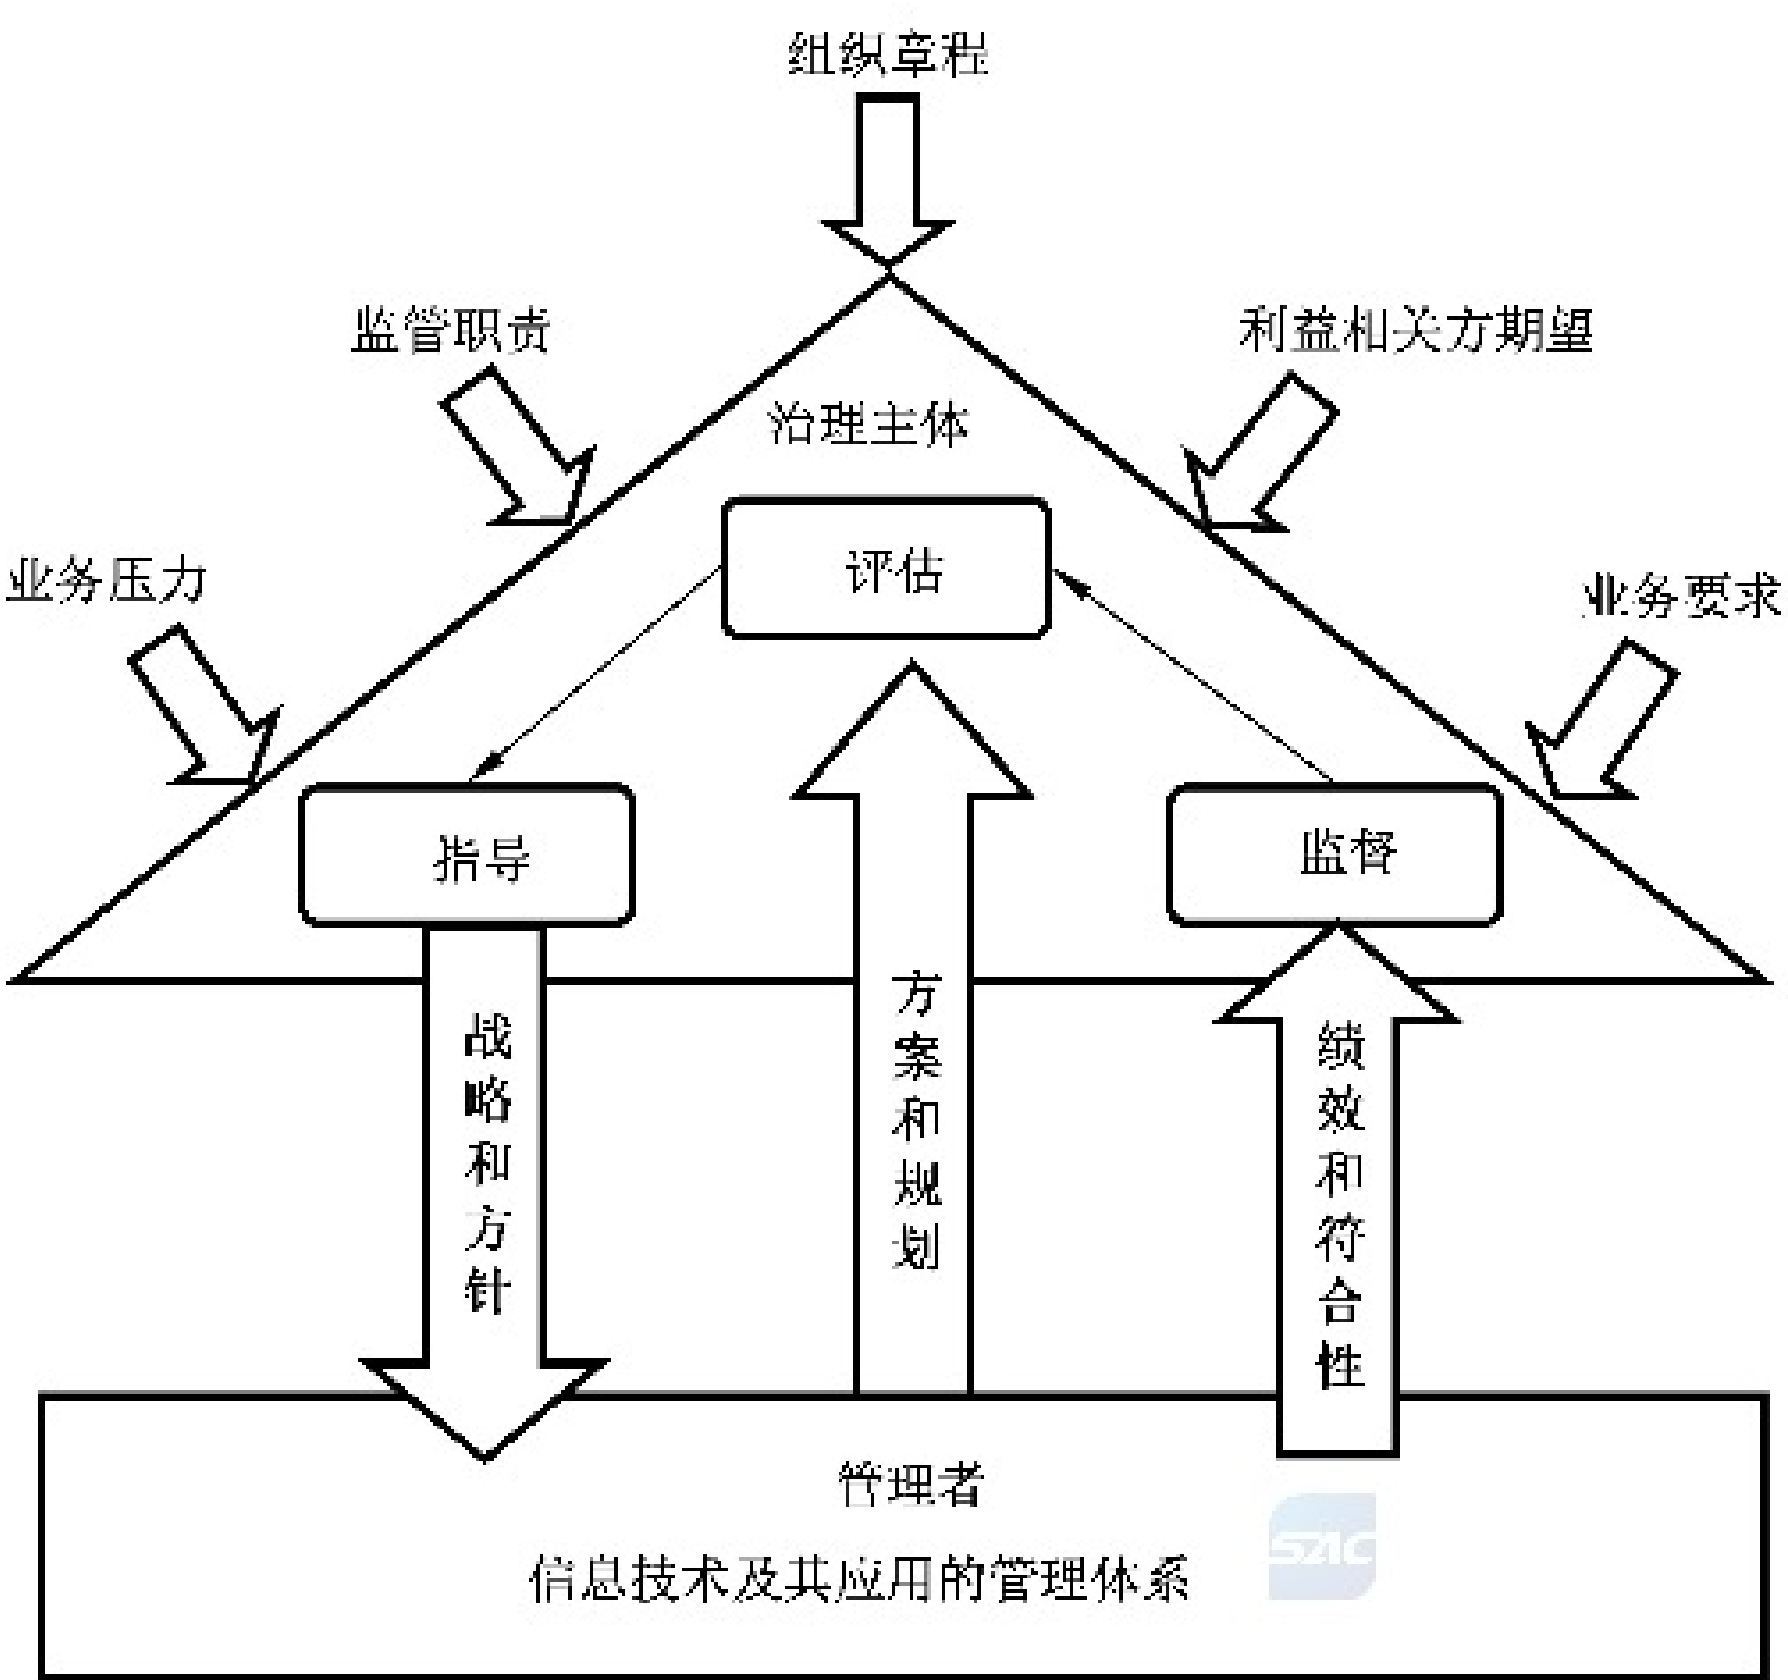 组织章程
监管职责
利益相关方期望
治理主体
业务压力
评估
业务要求
指导
监督
战略和方针
方案和规划
绩效和符合性
管理者
信息技术及其应用的管理体系
SAC